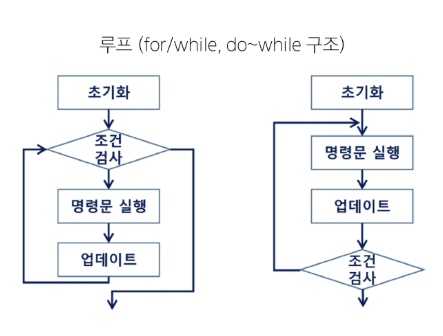 루프 (for/while, do~while 구조)
초기화
조건
검사
명령문 실행
업데이트
초기화
명령문 실행
업데이트
조건
검사